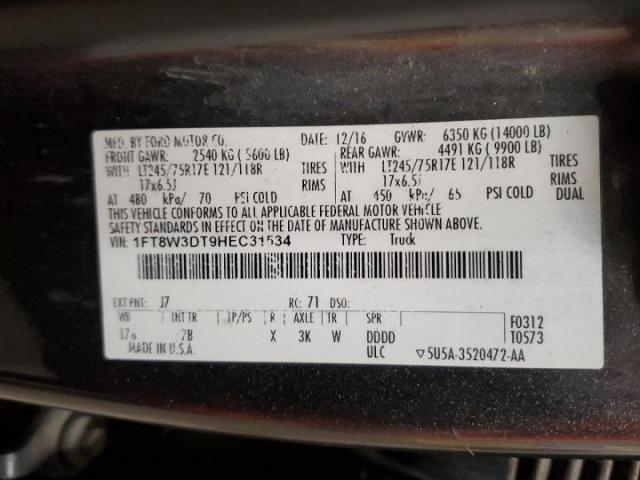 MFD. BY FORD MOTOR CO. DATE: 12/16 GVWR: 6350 KG (14000 LB)
FRONT GAWR: 2540 KG (5600 LB) REAR GAWR: 4491 KG (9900 LB)
WITH LT245/75R17E 121/118R TIRES WITH LT245/75R17E 121/118R TIRES
17x6.5J RIMS 17x6.5J RIMS
AT 480 kPa/ 70 PSI COLD AT 450 kPa/ 65 PSI COLD DUAL
THIS VEHICLE CONFORMS TO ALL APPLICABLE FEDERAL MOTOR VEHICLE
SAFETY STANDARDS IN EFFECT ON THE DATE OF MANUFACTURE SHOWN ABOVE.
VIN: 1FT8W3DT9HEC31534 TYPE: Truck
EXT PNT: J7 RC: 71 DSO:
WB INT TR TP/PS R AXLE TR SPR F0312
7B X 3K W DDDD T0573
MADE IN U.S.A. ULC ▽5U5A-3520472-AA